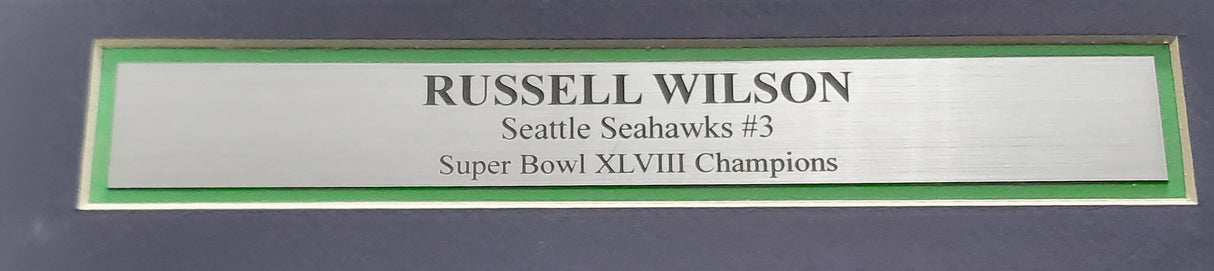 RUSSELL WILSON
Seattle Seahawks #3
Super Bowl XLVIII Champions